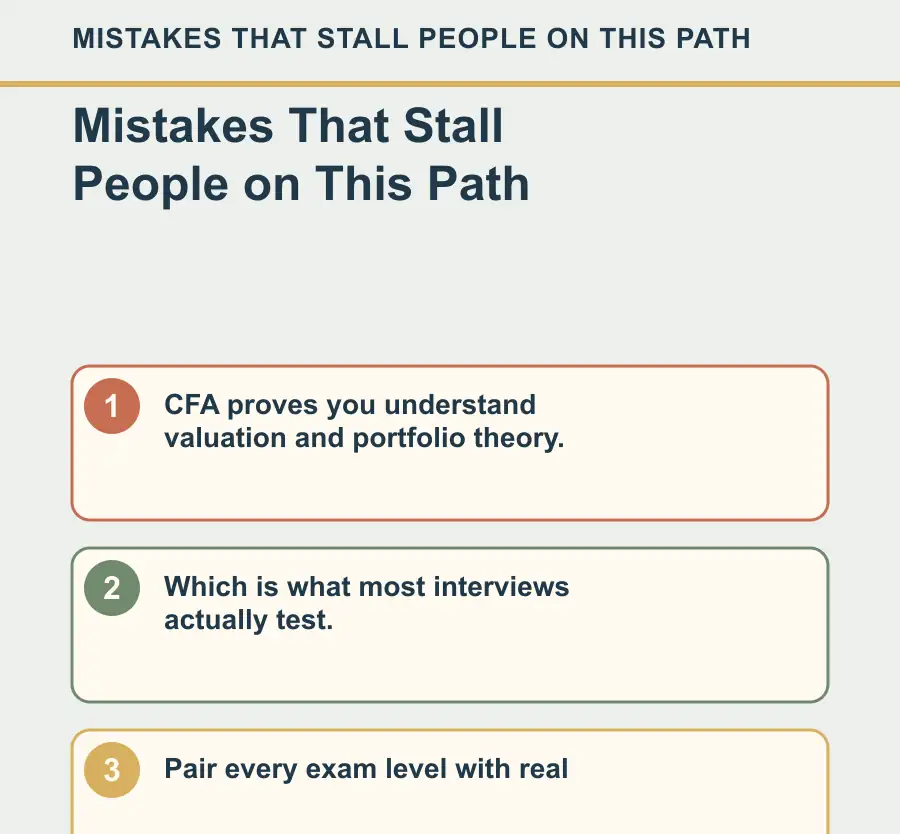 MISTAKES THAT STALL PEOPLE ON THIS PATH
Mistakes That Stall
People on This Path
1
CFA proves you understand
valuation and portfolio theory.
2
Which is what most interviews
actually test.
3
Pair every exam level with real